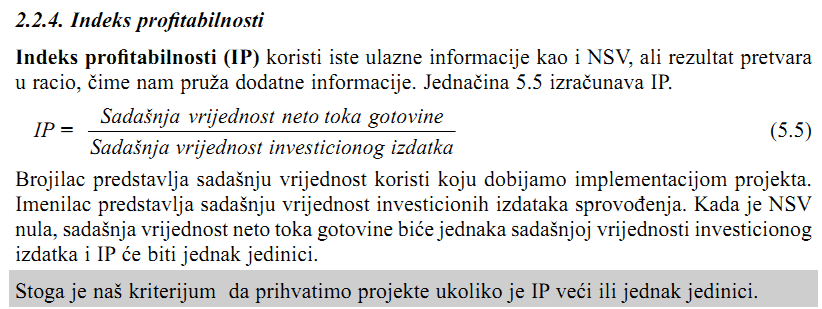 2.2.4. Indeks profitabilnosti
Indeks profitabilnosti (IP) koristi iste ulazne informacije kao i NSV, ali rezultat pretvara
u racio, čime nam pruža dodatne informacije. Jednačina 5.5 izračunava IP.
IP = Sadašnja vrijednost neto toka gotovine / Sadašnja vrijednost investicionog izdatka (5.5)
Brojilac predstavlja sadašnju vrijednost koristi koju dobijamo implementacijom projekta.
Imenilac predstavlja sadašnju vrijednost investicionih izdataka sprovođenja. Kada je NSV
nula, sadašnja vrijednost neto toka gotovine biće jednaka sadašnjoj vrijednosti investicionog
izdatka i IP će biti jednak jedinici.
Stoga je naš kriterijum da prihvatimo projekte ukoliko je IP veći ili jednak jedinici.